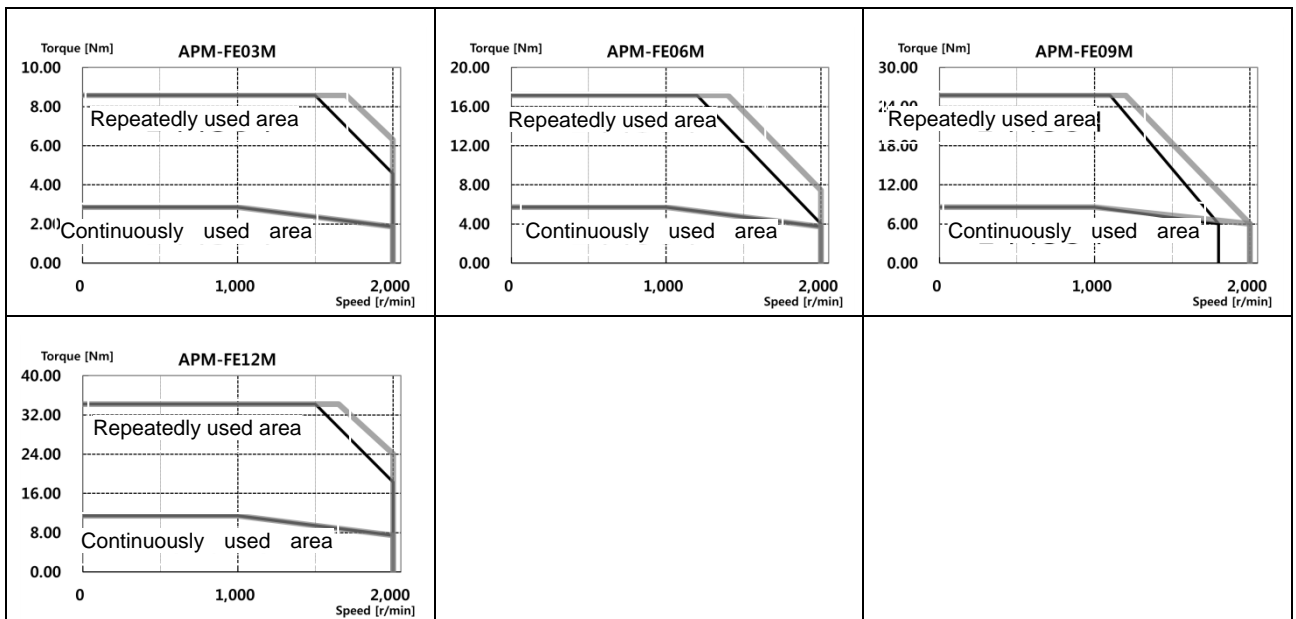 Torque [Nm] APM-FE03M
10.00
8.00
Repeatedly used area
6.00
4.00
2.00
Continuously used area
0.00
0 1,000 2,000
Speed [r/min]
Torque [Nm] APM-FE06M
20.00
16.00
Repeatedly used area
12.00
8.00
4.00
Continuously used area
0.00
0 1,000 2,000
Speed [r/min]
Torque [Nm] APM-FE09M
30.00
24.00
Repeatedly used area
18.00
12.00
6.00
Continuously used area
0.00
0 1,000 2,000
Speed [r/min]
Torque [Nm] APM-FE12M
40.00
32.00
Repeatedly used area
24.00
16.00
8.00
Continuously used area
0.00
0 1,000 2,000
Speed [r/min]